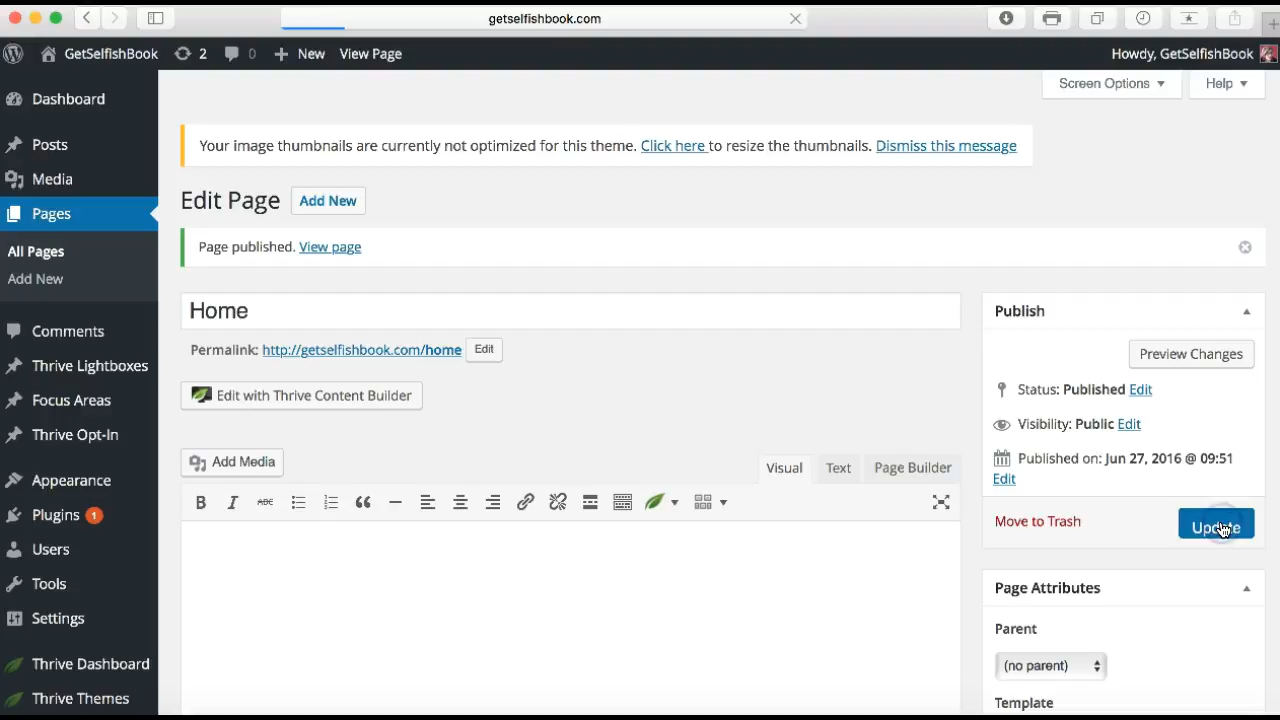 getselfishbook.com
GetSelfishBook 2 0 New View Page Howdy, GetSelfishBook
Screen Options Help
Dashboard
Posts
Media
Pages
All Pages
Add New
Comments
Thrive Lightboxes
Focus Areas
Thrive Opt-In
Appearance
Plugins 1
Users
Tools
Settings
Thrive Dashboard
Thrive Themes
Your image thumbnails are currently not optimized for this theme. Click here to resize the thumbnails. Dismiss this message
Edit Page Add New
Page published. View page
Home
Permalink: http://getselfishbook.com/home Edit
Edit with Thrive Content Builder
Add Media
Visual Text Page Builder
B I ABC
Publish
Preview Changes
Status: Published Edit
Visibility: Public Edit
Published on: Jun 27, 2016 @ 09:51
Edit
Move to Trash Update
Page Attributes
Parent
(no parent)
Template